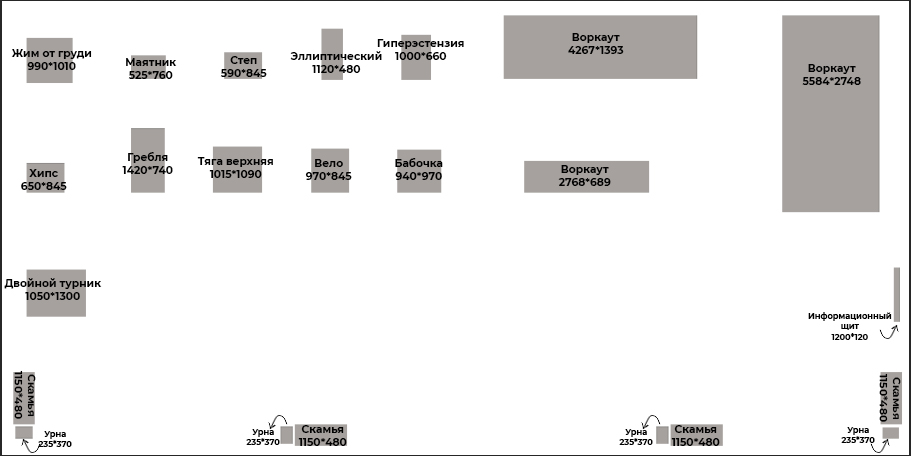 Жим от груди
990*1010
Маятник
525*760
Степ
590*845
Эллиптический
1120*480
Гиперэстензия
1000*660
Воркаут
4267*1393
Воркаут
5584*2748
Хипс
650*845
Гребля
1420*740
Тяга верхняя
1015*1090
Вело
970*845
Бабочка
940*970
Воркаут
2768*689
Двойной турник
1050*1300
Информационный
щит
1200*120
Скамья
1150*480
Урна
235*370
Урна
235*370
Скамья
1150*480
Урна
235*370
Скамья
1150*480
Скамья
1150*480
Урна
235*370